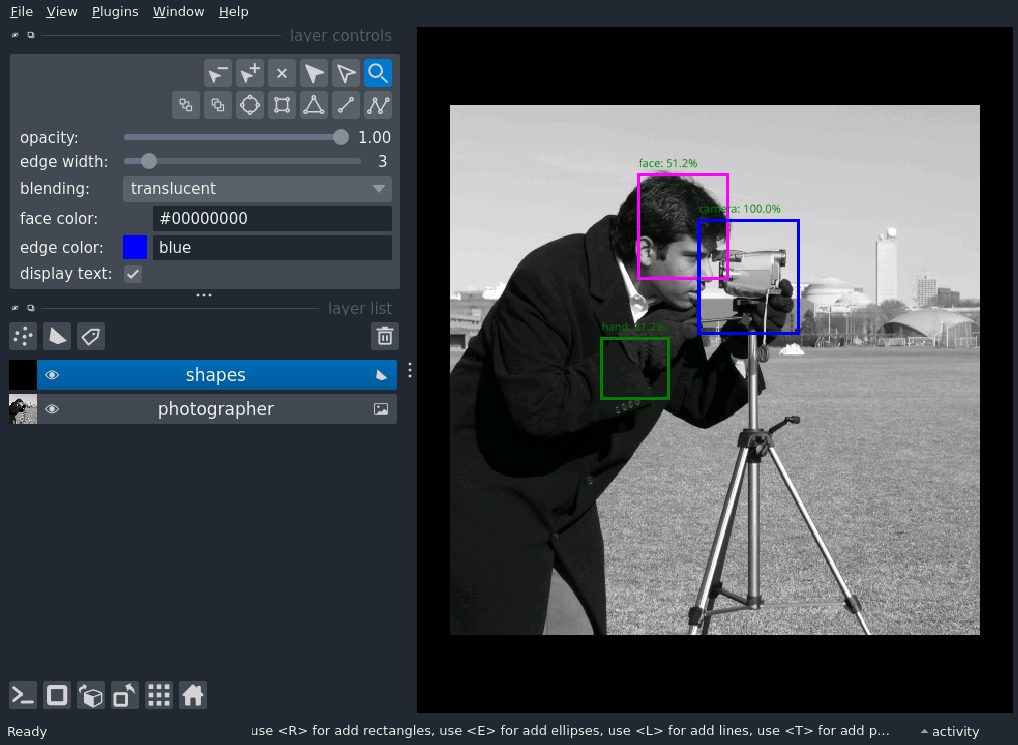 File View Plugins Window Help
layer controls
opacity: 1.00
edge width: 3
blending: translucent
face color: #00000000
edge color: blue
display text:
layer list
shapes
photographer
face: 51.2%
camera: 100.0%
hand: 81.2%
Ready use <R> for add rectangles, use <E> for add ellipses, use <L> for add lines, use <T> for add p... activity